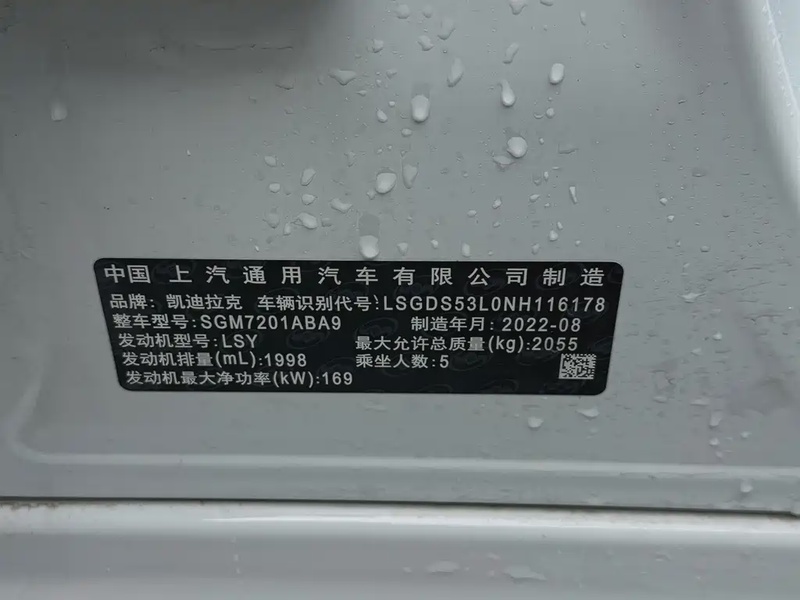 中国 上汽通用汽车有限公司制造
品牌: 凯迪拉克 车辆识别代号:LSGDS53L0NH116178
整车型号:SGM7201ABA9 制造年月:2022-08
发动机型号:LSY 最大允许总质量(kg):2055
发动机排量(mL):1998 乘坐人数:5
发动机最大净功率(kW):169